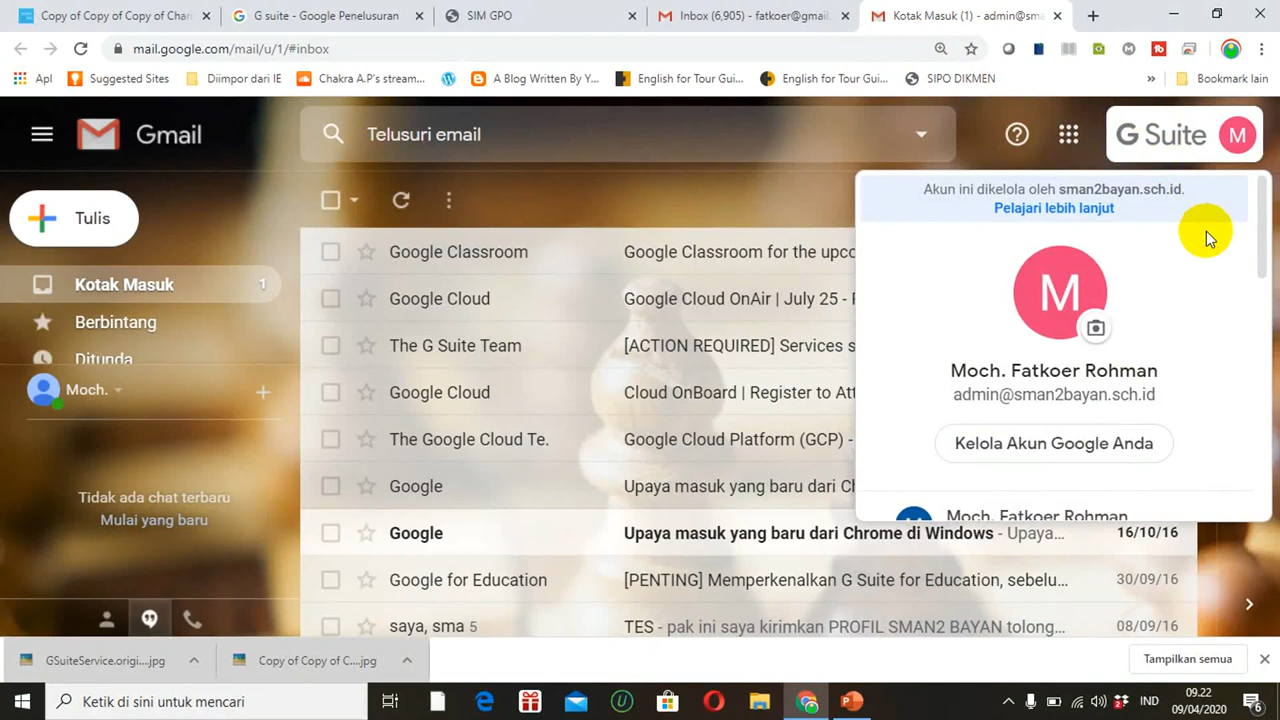 Copy of Copy of Copy of Char
G suite - Google Penelusuran
SIM GPO
Inbox (6,905) - fatkoer@gmail.
Kotak Masuk (1) - admin@sma
mail.google.com/mail/u/1/#inbox
Apl
Suggested Sites
Diimpor dari IE
Chakra A.P's stream...
A Blog Written By Y...
English for Tour Gui...
English for Tour Gui...
SIPO DIKMEN
»
Bookmark lain
Gmail
Telusuri email
G Suite
M
Tulis
Akun ini dikelola oleh sman2bayan.sch.id.
Pelajari lebih lanjut
M
Moch. Fatkoer Rohman
admin@sman2bayan.sch.id
Kelola Akun Google Anda
Moch. Fatkoer Rohman
Kotak Masuk 1
Berbintang
Ditunda
Moch.
Tidak ada chat terbaru
Mulai yang baru
Google Classroom Google Classroom for the upco
Google Cloud Google Cloud OnAir | July 25 -
The G Suite Team [ACTION REQUIRED] Services s
Google Cloud Cloud OnBoard | Register to Att
The Google Cloud Te. Google Cloud Platform (GCP) -
Google Upaya masuk yang baru dari Ch
Google Upaya masuk yang baru dari Chrome di Windows - Upaya... 16/10/16
Google for Education [PENTING] Memperkenalkan G Suite for Education, sebelu... 30/09/16
saya, sma 5 TES - pak ini saya kirimkan PROFIL SMAN2 BAYAN tolong... 08/09/16
GSuiteService.origi....jpg
Copy of Copy of C....jpg
Tampilkan semua
Ketik di sini untuk mencari
IND
09.22
09/04/2020
6